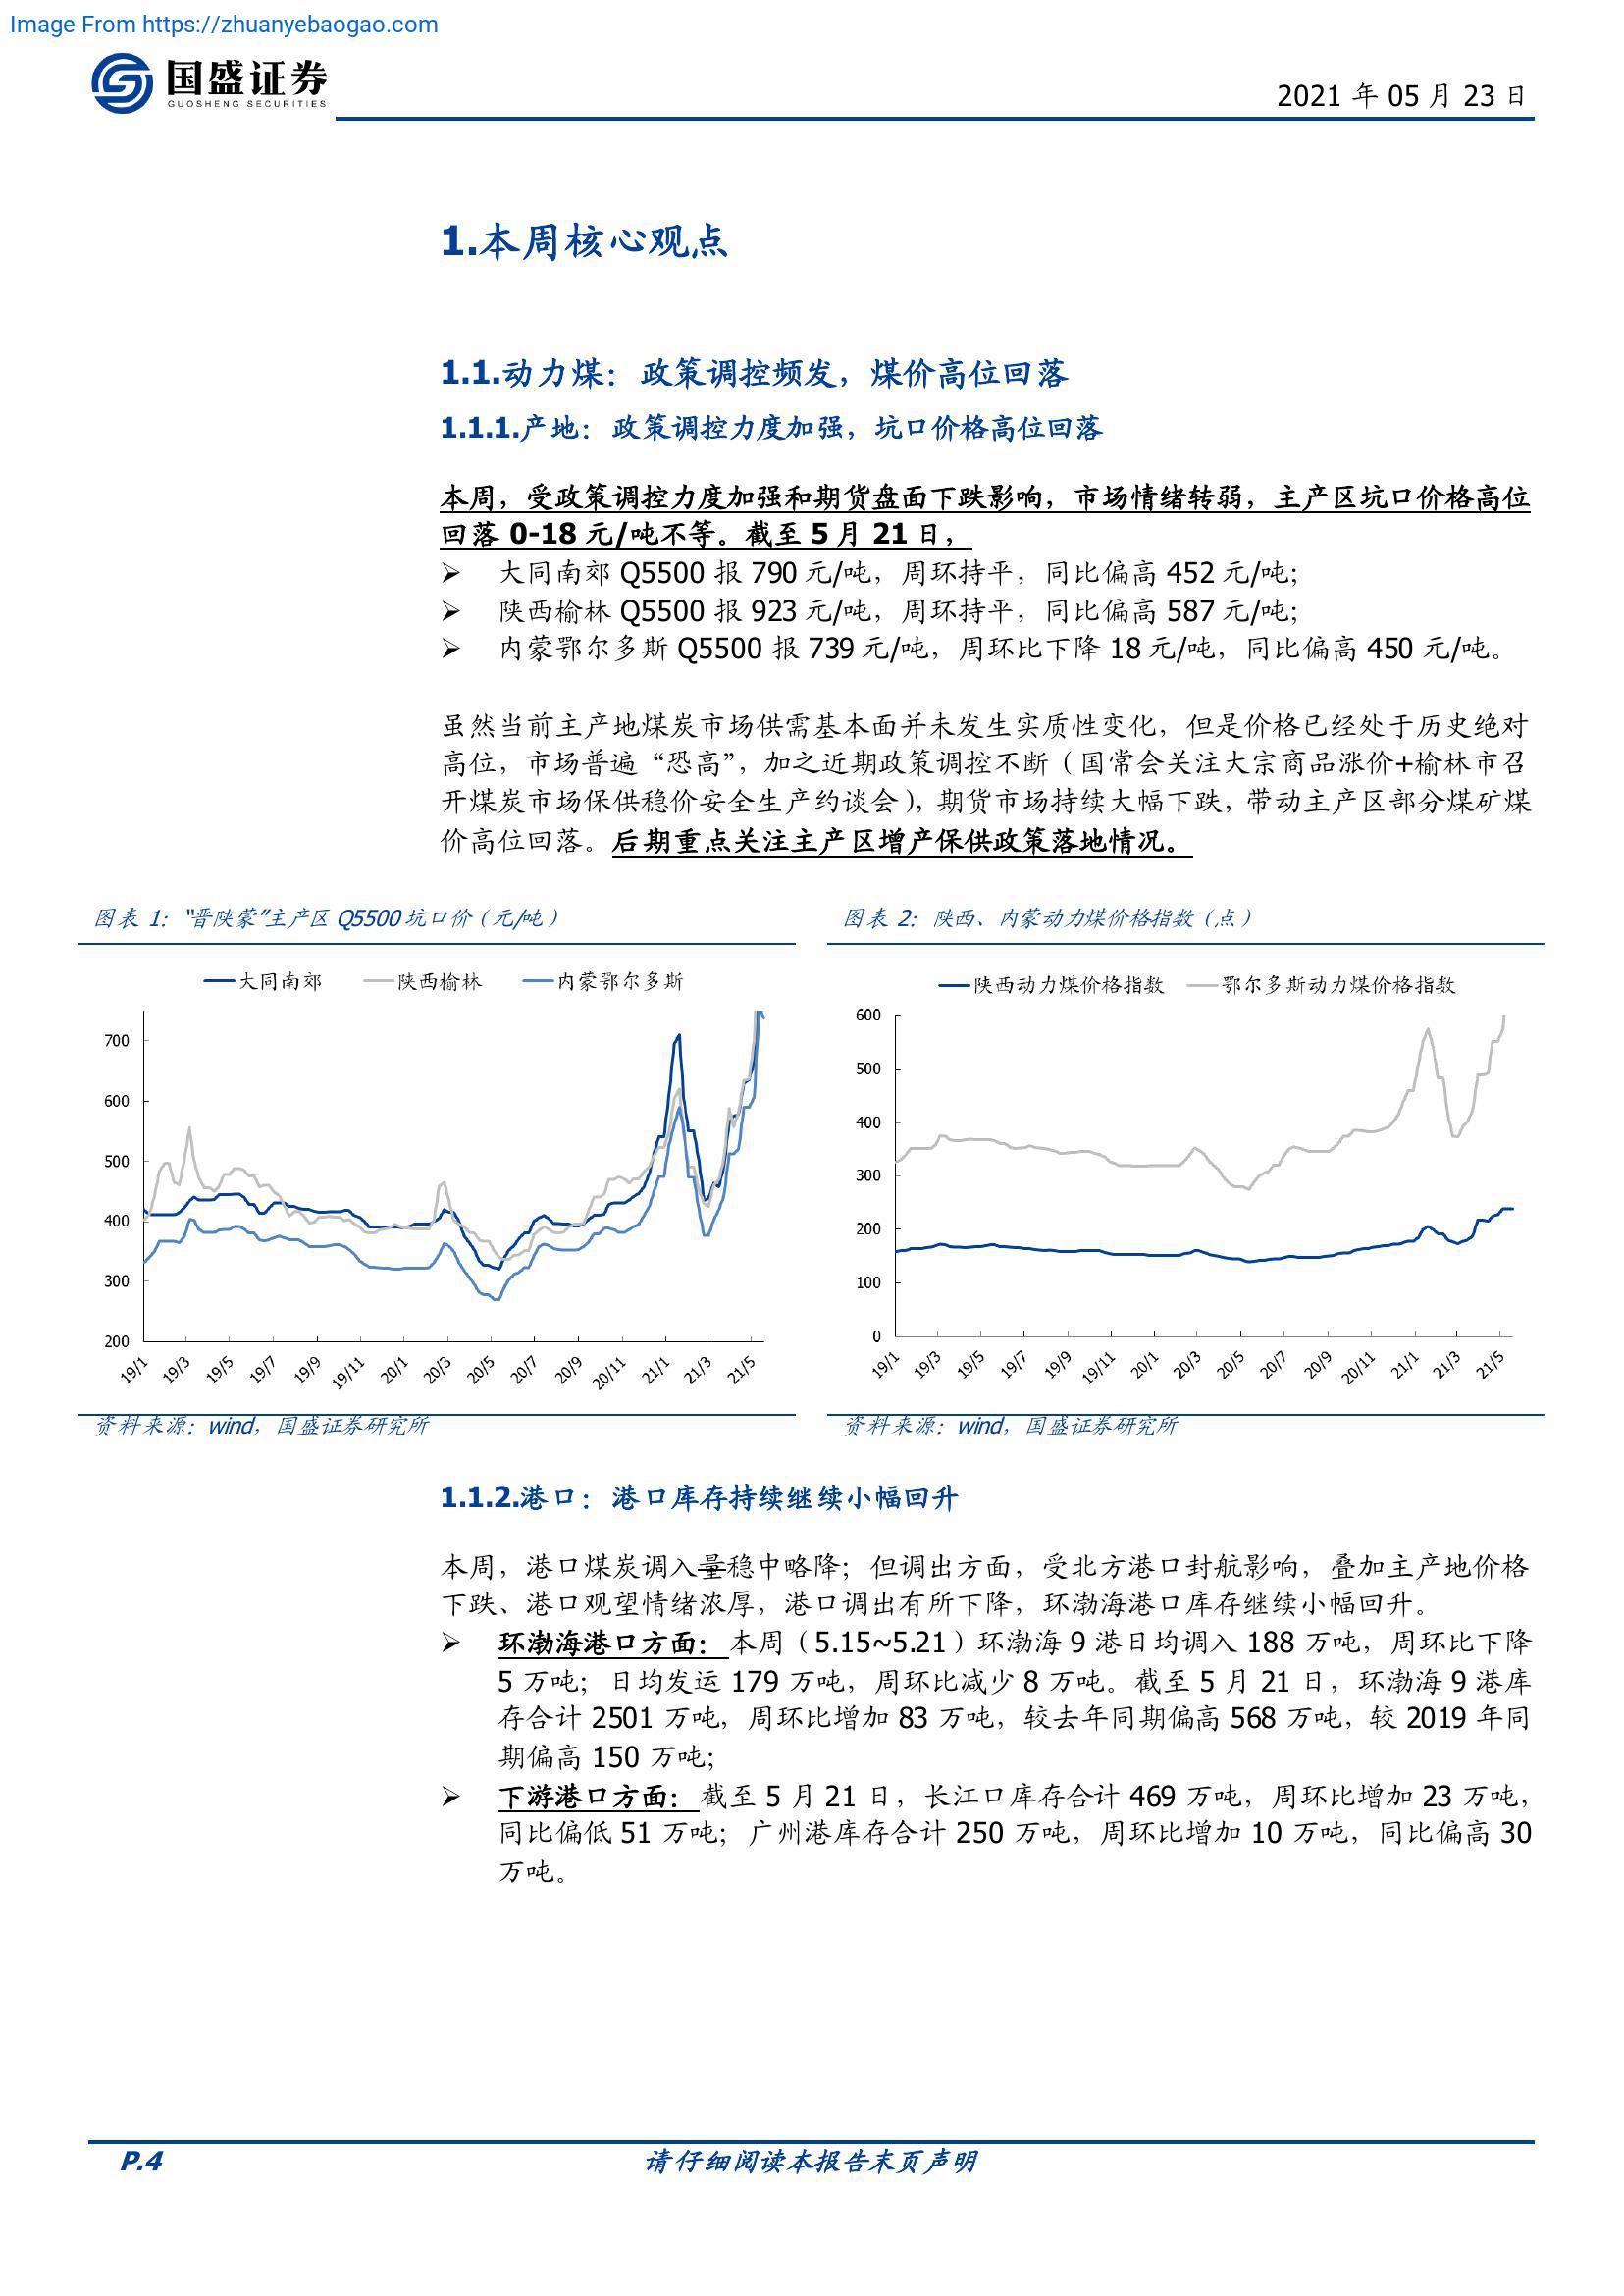 Image From https://zhuanyebaogao.com
国盛证券
GUOSHENG SECURITIES
2021 年 05 月 23 日
1.本周核心观点
1.1.动力煤：政策调控频发，煤价高位回落
1.1.1.产地：政策调控力度加强，坑口价格高位回落
本周，受政策调控力度加强和期货盘面下跌影响，市场情绪转弱，主产区坑口价格高位
回落 0-18 元/吨不等。截至 5 月 21 日，
➢ 大同南郊 Q5500 报 790 元/吨，周环持平，同比偏高 452 元/吨；
➢ 陕西榆林 Q5500 报 923 元/吨，周环持平，同比偏高 587 元/吨；
➢ 内蒙鄂尔多斯 Q5500 报 739 元/吨，周环比下降 18 元/吨，同比偏高 450 元/吨。
虽然当前主产地煤炭市场供需基本面并未发生实质性变化，但是价格已经处于历史绝对
高位，市场普遍“恐高”，加之近期政策调控不断（国常会关注大宗商品涨价+榆林市召
开煤炭市场保供稳价安全生产约谈会），期货市场持续大幅下跌，带动主产区部分煤矿煤
价高位回落。后期重点关注主产区增产保供政策落地情况。
图表 1：“晋陕蒙”主产区 Q5500 坑口价（元/吨）
大同南郊 陕西榆林 内蒙鄂尔多斯
700
600
500
400
300
200
19/1 19/3 19/5 19/7 19/9 19/11 20/1 20/3 20/5 20/7 20/9 20/11 21/1 21/3 21/5
资料来源：wind，国盛证券研究所
图表 2：陕西、内蒙动力煤价格指数（点）
陕西动力煤价格指数 鄂尔多斯动力煤价格指数
600
500
400
300
200
100
0
19/1 19/3 19/5 19/7 19/9 19/11 20/1 20/3 20/5 20/7 20/9 20/11 21/1 21/3 21/5
资料来源：wind，国盛证券研究所
1.1.2.港口：港口库存持续继续小幅回升
本周，港口煤炭调入量稳中略降；但调出方面，受北方港口封航影响，叠加主产地价格
下跌、港口观望情绪浓厚，港口调出有所下降，环渤海港口库存继续小幅回升。
➢ 环渤海港口方面：本周（5.15~5.21）环渤海 9 港日均调入 188 万吨，周环比下降
5 万吨；日均发运 179 万吨，周环比减少 8 万吨。截至 5 月 21 日，环渤海 9 港库
存合计 2501 万吨，周环比增加 83 万吨，较去年同期偏高 568 万吨，较 2019 年同
期偏高 150 万吨；
➢ 下游港口方面：截至 5 月 21 日，长江口库存合计 469 万吨，周环比增加 23 万吨，
同比偏低 51 万吨；广州港库存合计 250 万吨，周环比增加 10 万吨，同比偏高 30
万吨。
P.4
请仔细阅读本报告末页声明